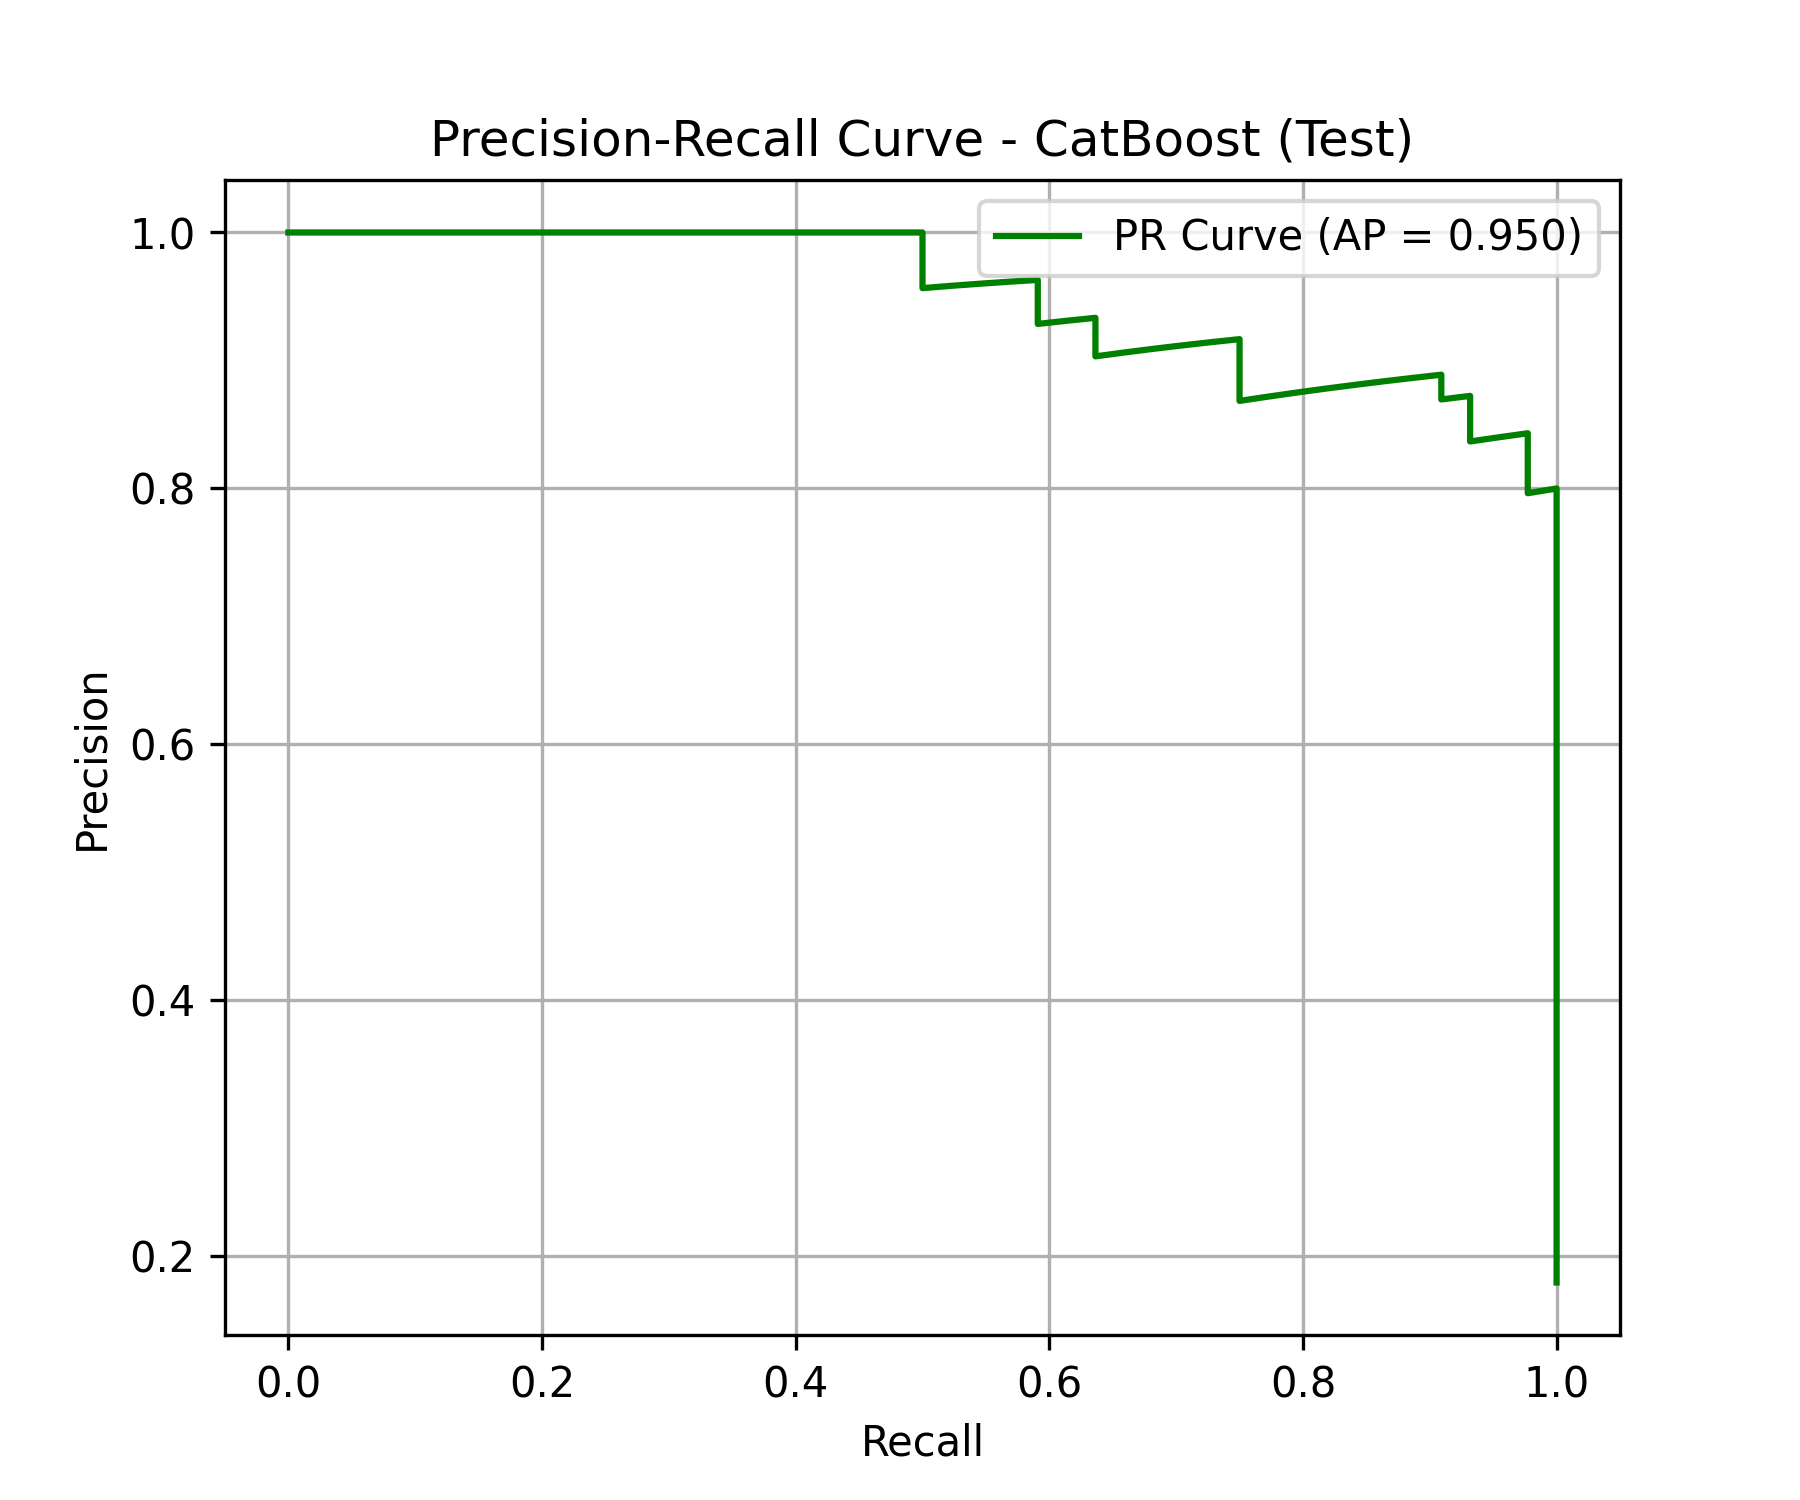 Precision-Recall Curve - CatBoost (Test)
PR Curve (AP = 0.950)
1.0
0.8
0.6
0.4
0.2
Precision
0.0 0.2 0.4 0.6 0.8 1.0
Recall